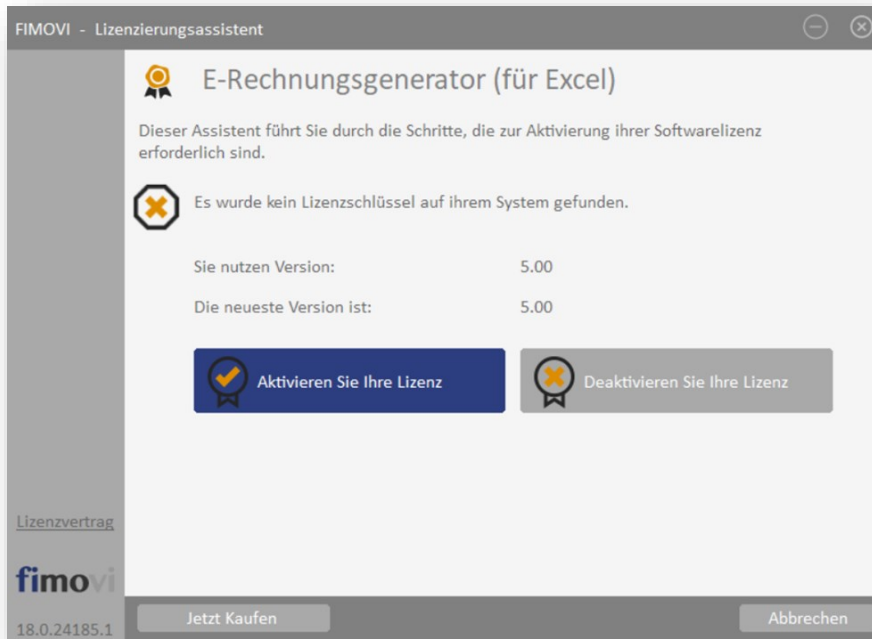 FIMOVI - Lizenzierungsassistent
E-Rechnungsgenerator (für Excel)
Dieser Assistent führt Sie durch die Schritte, die zur Aktivierung ihrer Softwarelizenz
erforderlich sind.
Es wurde kein Lizenzschlüssel auf ihrem System gefunden.
Sie nutzen Version: 5.00
Die neueste Version ist: 5.00
Aktivieren Sie Ihre Lizenz
Deaktivieren Sie Ihre Lizenz
Lizenzvertrag
fimovi
18.0.24185.1
Jetzt Kaufen
Abbrechen